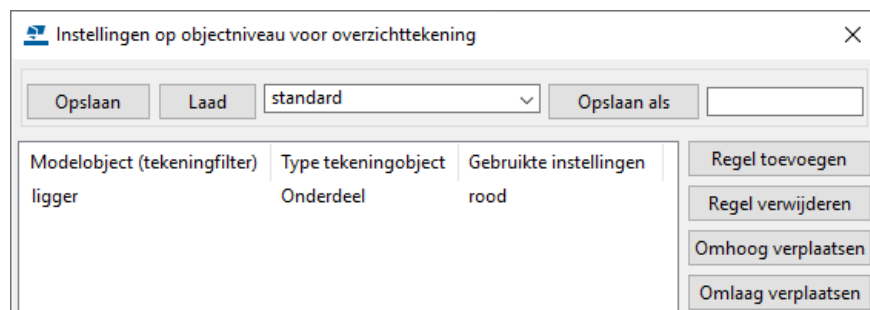 Instellingen op objectniveau voor overzichttekening
Opslaan Laad standard Opslaan als
Modelobject (tekeningfilter) Type tekeningobject Gebruikte instellingen Regel toevoegen
ligger Onderdeel rood Regel verwijderen
Omhoog verplaatsen
Omlaag verplaatsen